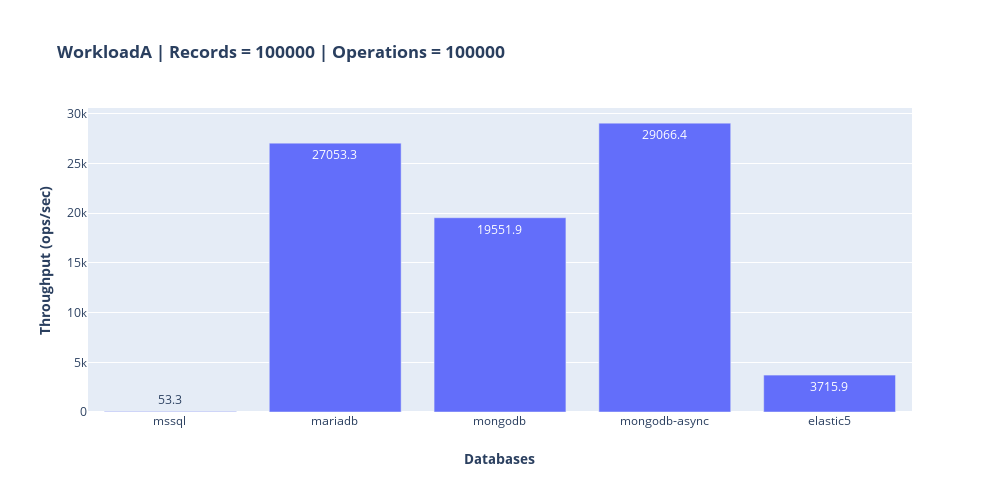 WorkloadA | Records = 100000 | Operations = 100000
Throughput (ops/sec)
30k
25k
20k
15k
10k
5k
0
53.3
27053.3
19551.9
29066.4
3715.9
mssql
mariadb
mongodb
mongodb-async
elastic5
Databases